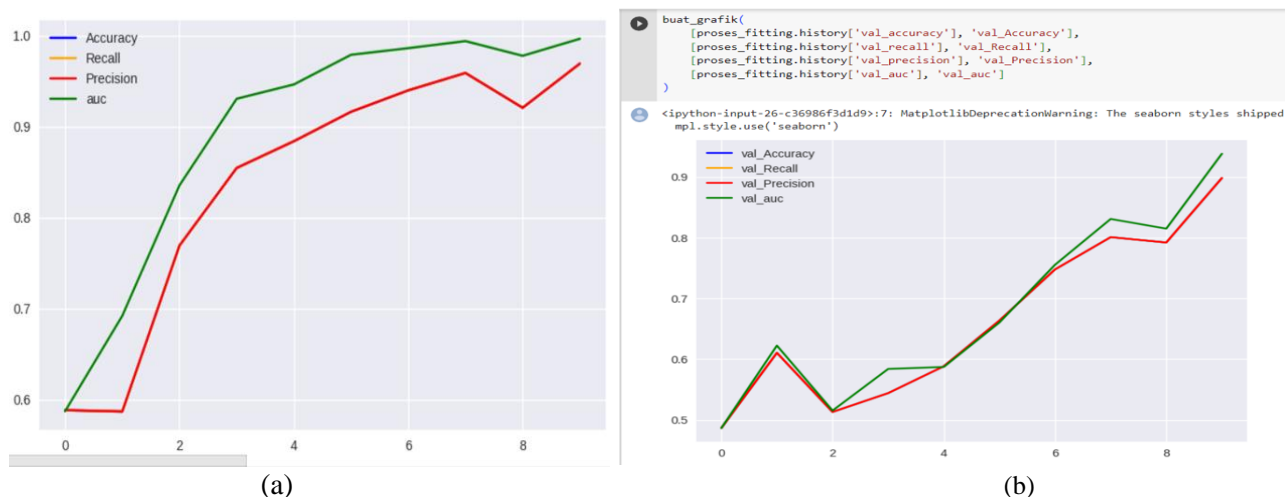 1.0
0.9
0.8
0.7
0.6
Accuracy
Recall
Precision
auc
0 2 4 6 8
(a)
buat_grafik(
[proses_fitting.history['val_accuracy'], 'val_Accuracy'],
[proses_fitting.history['val_recall'], 'val_Recall'],
[proses_fitting.history['val_precision'], 'val_Precision'],
[proses_fitting.history['val_auc'], 'val_auc']
)
<ipython-input-26-c36986f3d1d9>:7: MatplotlibDeprecationWarning: The seaborn styles shipped
mpl.style.use('seaborn')
val_Accuracy
val_Recall
val_Precision
val_auc
0.9
0.8
0.7
0.6
0.5
0 2 4 6 8
(b)